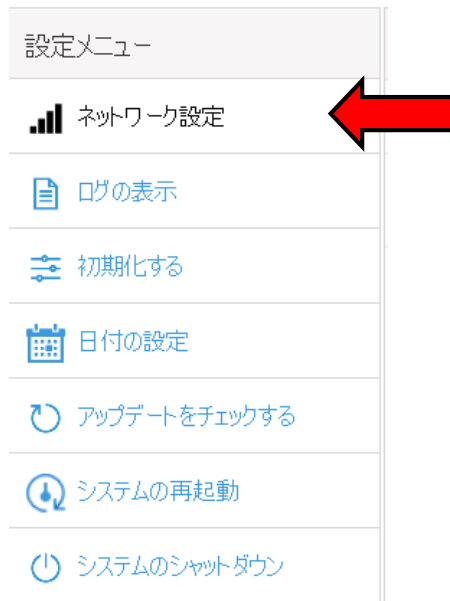 設定メニュー
ネットワーク設定
ログの表示
初期化する
日付の設定
アップデートをチェックする
システムの再起動
システムのシャットダウン